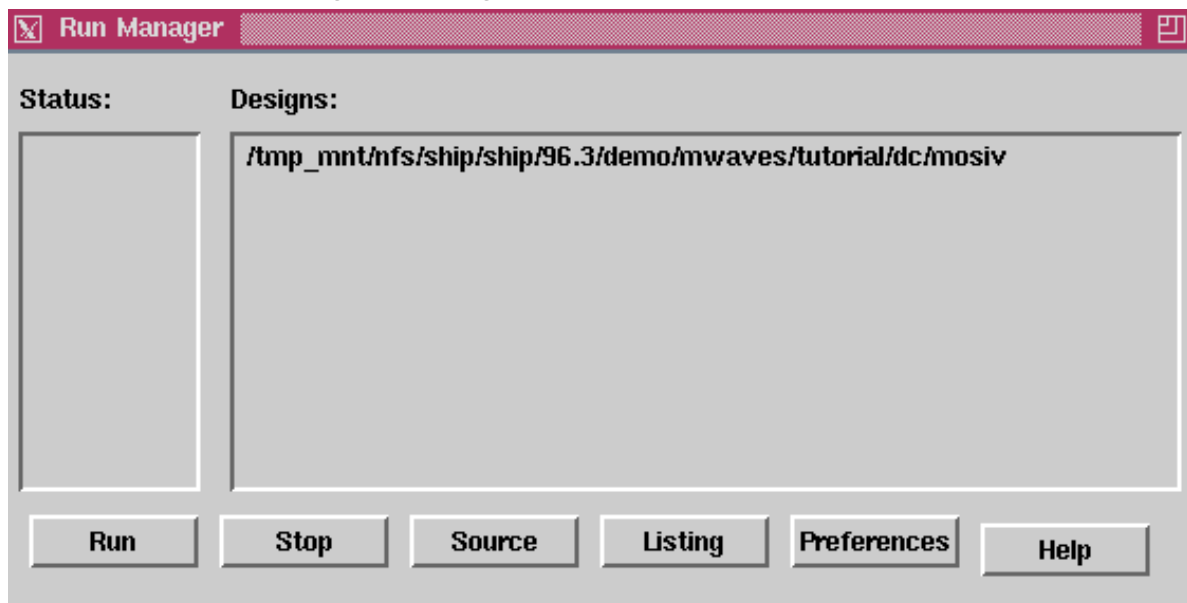 Run Manager
Status: Designs:
/tmp_mnt/nfs/ship/ship/96.3/demo/mwaves/tutorial/dc/mosiv
Run Stop Source Listing Preferences Help